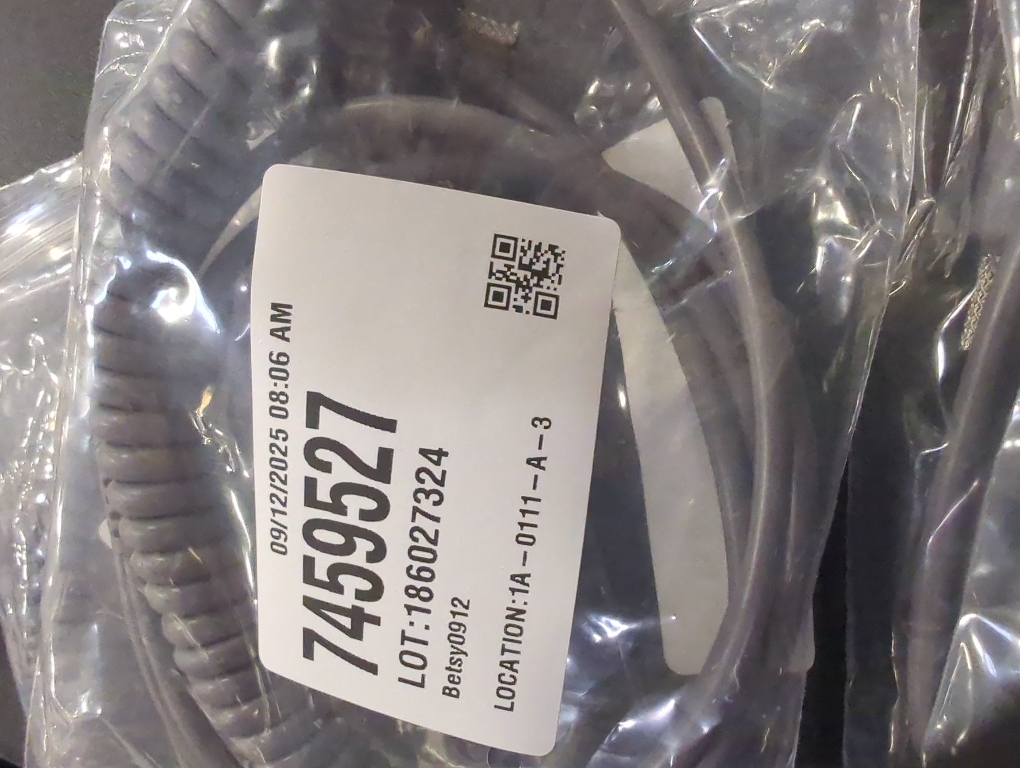 09/12/2025 08:06 AM
7459527
LOT:186027324
Betsy0912
LOCATION:1A-0111-A-3